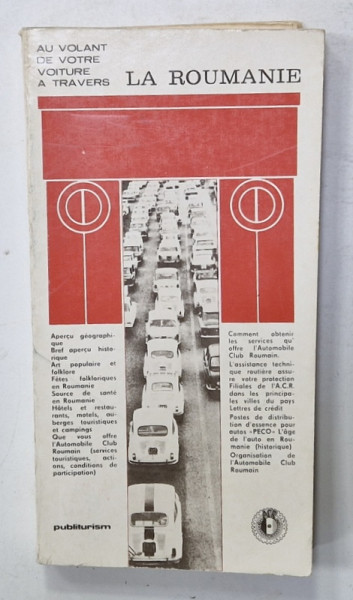 AU VOLANT
DE VOTRE
VOITURE
A TRAVERS
LA ROUMANIE
Aperçu géographi-
que
Bref aperçu histo-
rique
Art populaire et
folklore
Fêtes folkloriques
en Roumanie
Source de santé
en Roumanie
Hôtels et restau-
rants, motels, au-
berges touristiques
et campings
Que vous offre
l'Automobile Club
Roumain (services
touristiques, acti-
ons, conditions de
participation)
Comment obtenir
les services qu'
offre l'Automobile
Club Roumain.
L'assistance techni-
que routière assu-
re votre protection
Filiales de l'A.C.R.
dans les principa-
les villes du pays
Lettres de crédit
Postes de distribu-
tion d'essence pour
autos «PECO» L'âge
de l'auto en Rou-
manie (historique)
Organisation de
l'Automobile Club
Roumain
publiturism